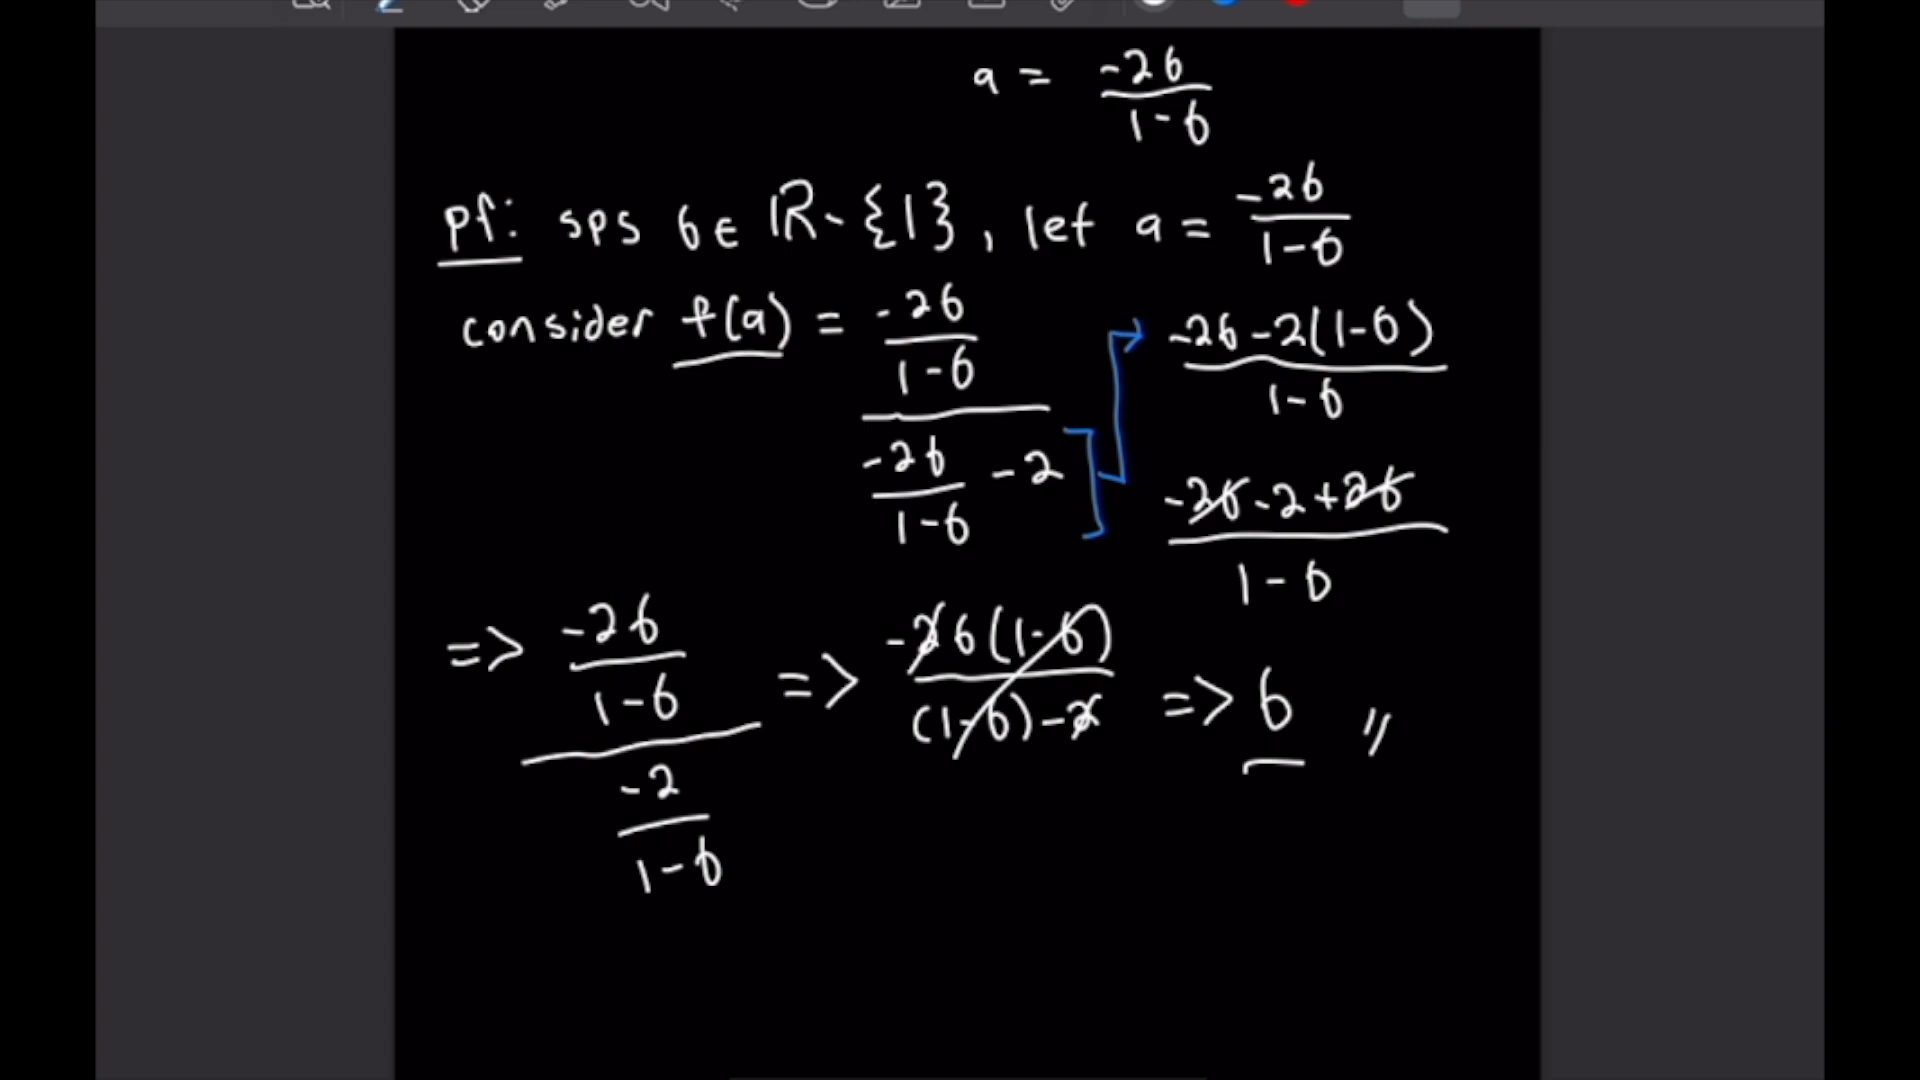 a = -2b/(1-b)
pf: sps b ∈ ℝ - {1}, let a = -2b/(1-b)
consider f(a) = (-2b/(1-b))/(-2b/(1-b) - 2)
(-2b-2(1-b))/(1-b)
(-2b-2+2b)/(1-b)
=> (-2b/(1-b))/(-2/(1-b)) => -2b(1-b)/((1-b)-2) => b //